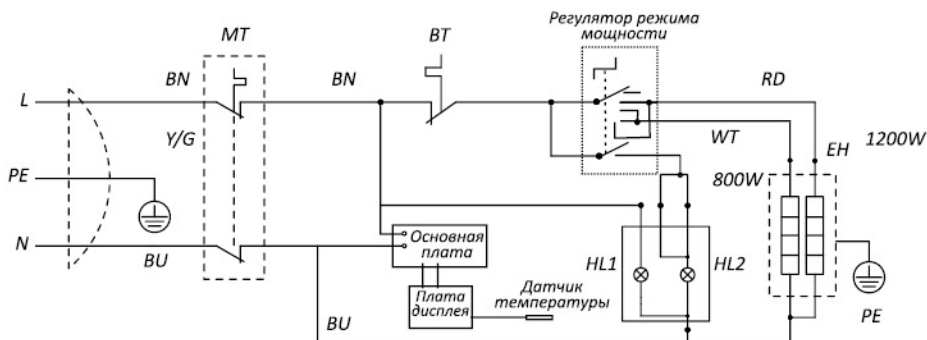 Регулятор режима
мощности
MT
BT
BN
BN
RD
L
Y/G
WT
EH
1200W
PE
800W
N
BU
Основная
плата
HL1
HL2
Датчик
температуры
Плата
дисплея
PE
BU